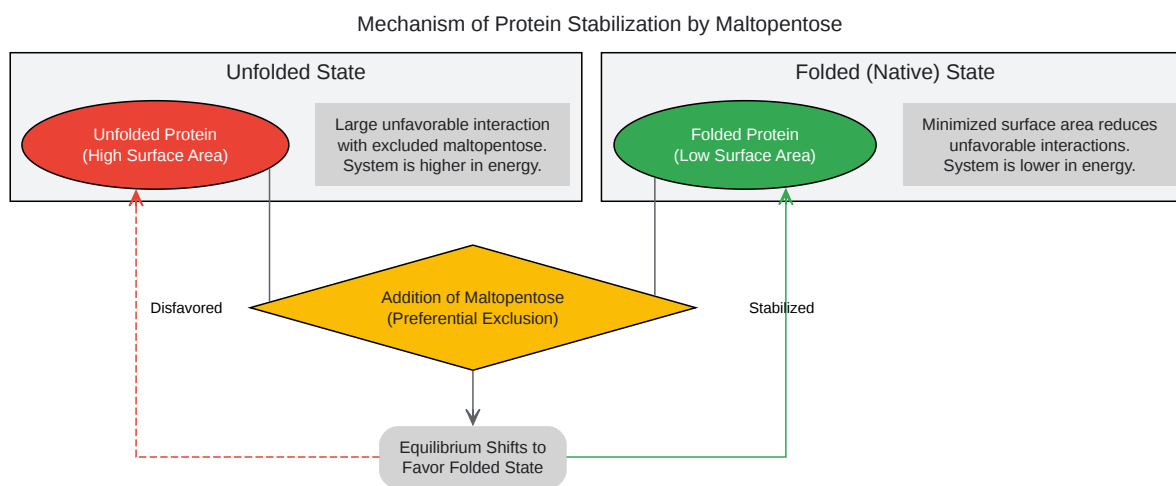 Mechanism of Protein Stabilization by Maltopentose
Unfolded State
Unfolded Protein
(High Surface Area)
Large unfavorable interaction
with excluded maltopentose.
System is higher in energy.
Folded (Native) State
Folded Protein
(Low Surface Area)
Minimized surface area reduces
unfavorable interactions.
System is lower in energy.
Disfavored
Addition of Maltopentose
(Preferential Exclusion)
Stabilized
Equilibrium Shifts to
Favor Folded State